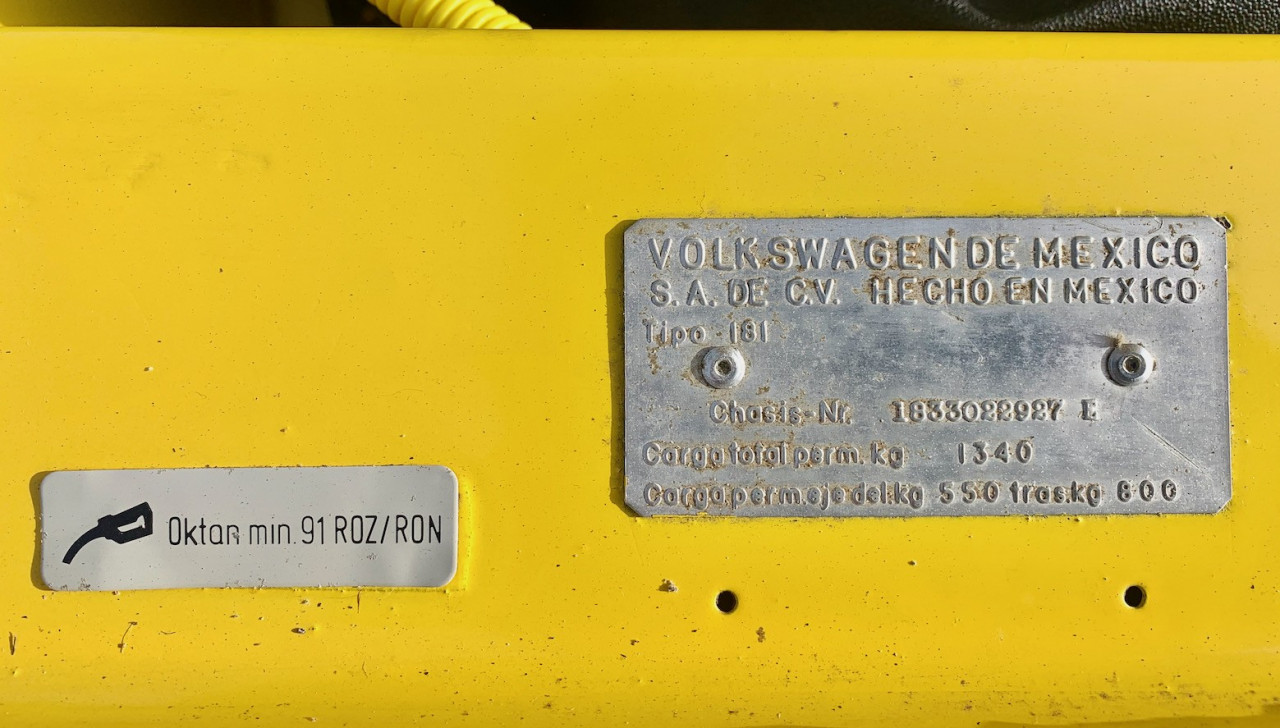 VOLKSWAGEN DE MEXICO
S. A. DE C.V. HECHO EN MEXICO
Tipo 181
Chasis-Nr. 1833022927 E
Carga total perm. kg 1340
Carga perm eje del.kg 550 tras.kg 800
Oktan min. 91 ROZ/RON